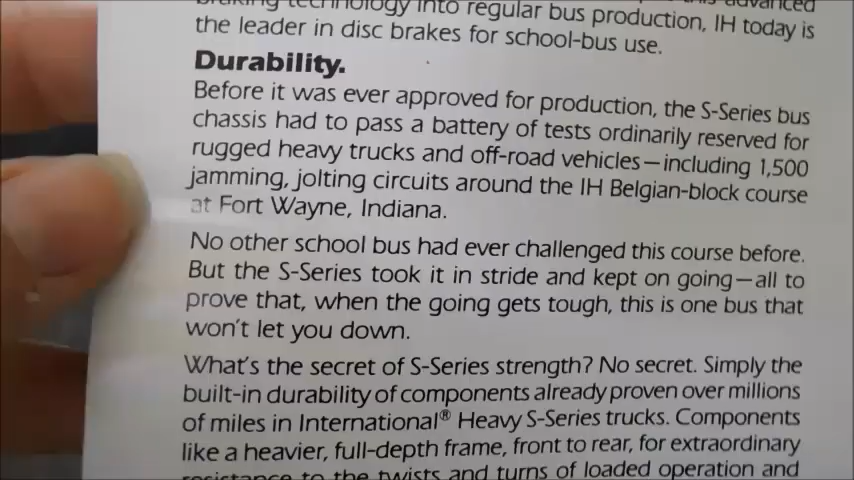 braking technology into regular bus production, IH today is
the leader in disc brakes for school-bus use.
Durability.
Before it was ever approved for production, the S-Series bus
chassis had to pass a battery of tests ordinarily reserved for
rugged heavy trucks and off-road vehicles—including 1,500
jamming, jolting circuits around the IH Belgian-block course
at Fort Wayne, Indiana.
No other school bus had ever challenged this course before.
But the S-Series took it in stride and kept on going—all to
prove that, when the going gets tough, this is one bus that
won't let you down.
What's the secret of S-Series strength? No secret. Simply the
built-in durability of components already proven over millions
of miles in International® Heavy S-Series trucks. Components
like a heavier, full-depth frame, front to rear, for extraordinary
resistance to the twists and turns of loaded operation and